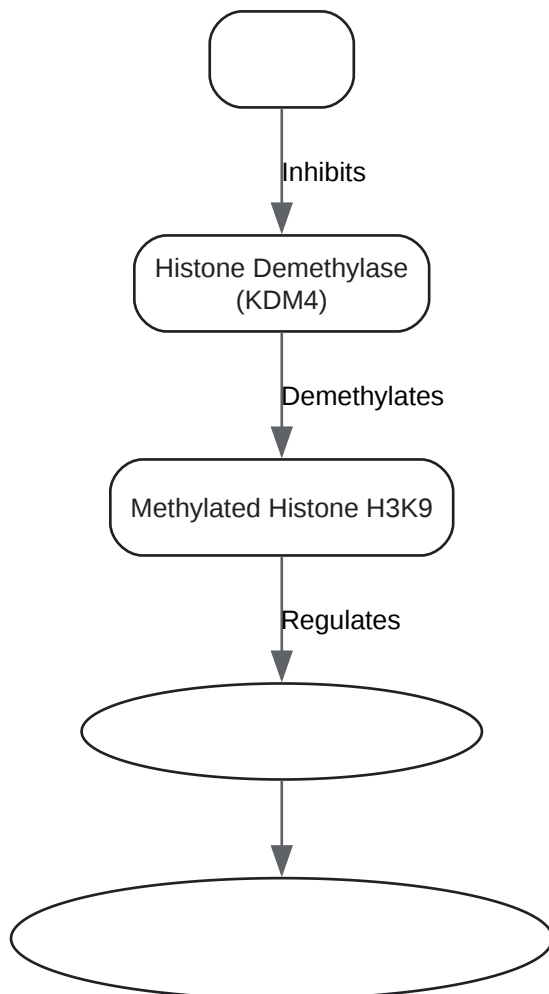 Inhibits
Histone Demethylase
(KDM4)
Demethylates
Methylated Histone H3K9
Regulates